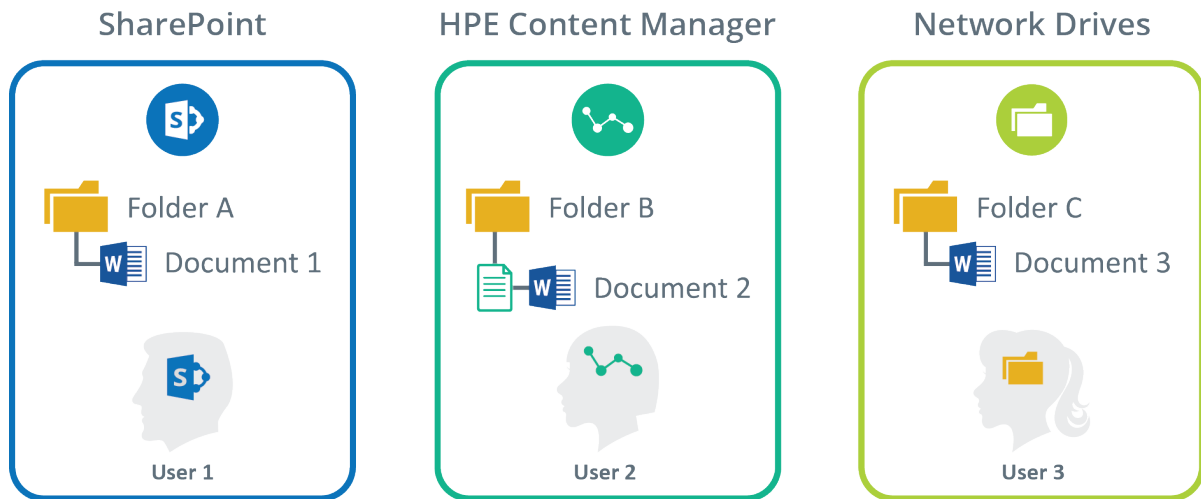 SharePoint
HPE Content Manager
Network Drives
S
Folder A
W
Document 1
S
User 1
Folder B
W
Document 2
User 2
Folder C
W
Document 3
User 3